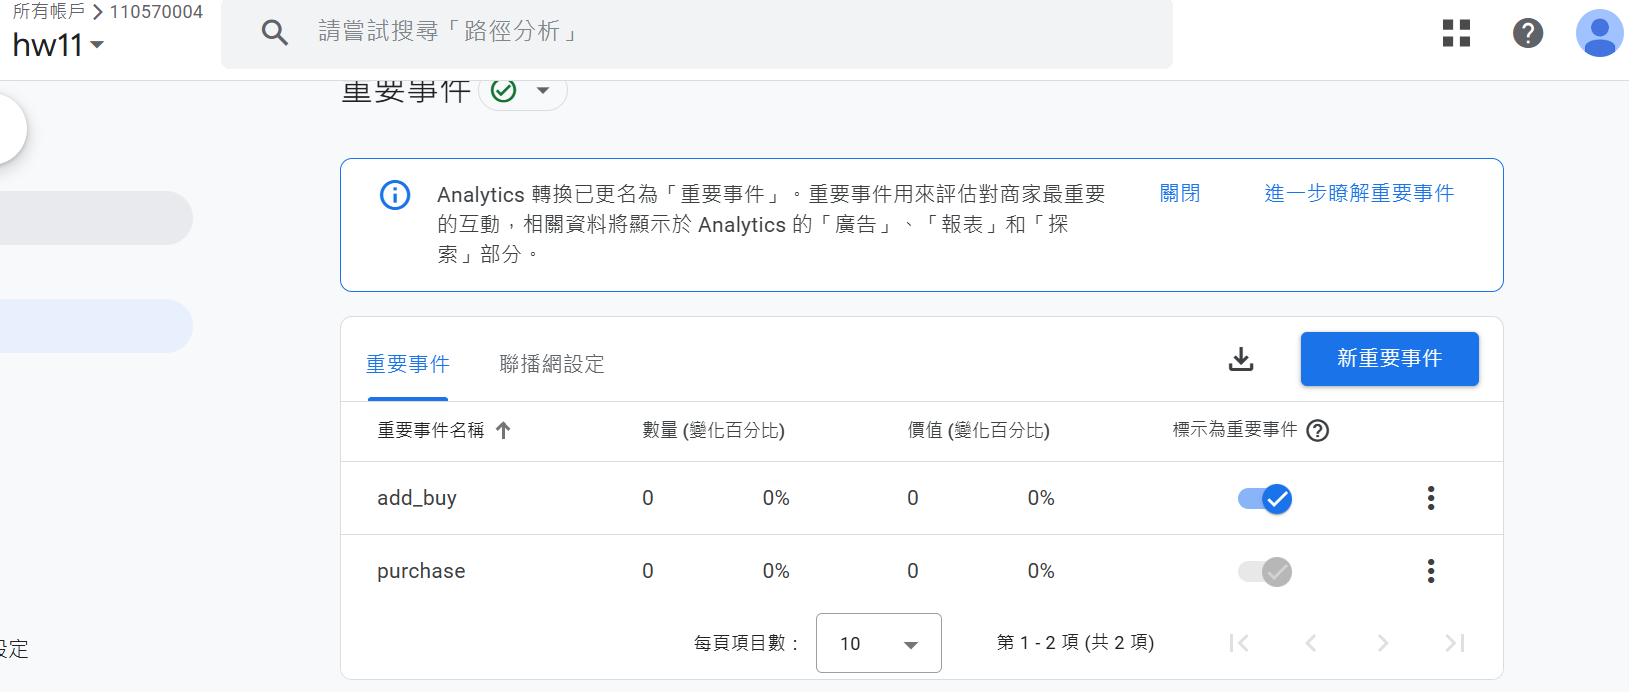 所有帳戶 > 110570004
hw11
請嘗試搜尋「路徑分析」
重要事件
Analytics 轉換已更名為「重要事件」。重要事件用來評估對商家最重要
的互動，相關資料將顯示於 Analytics 的「廣告」、「報表」和「探
索」部分。
關閉
進一步瞭解重要事件
重要事件
聯播網設定
新重要事件
重要事件名稱 ↑ 數量 (變化百分比) 價值 (變化百分比) 標示為重要事件
add_buy 0 0% 0 0%
purchase 0 0% 0 0%
設定
每頁項目數： 10 第 1 - 2 項 (共 2 項)